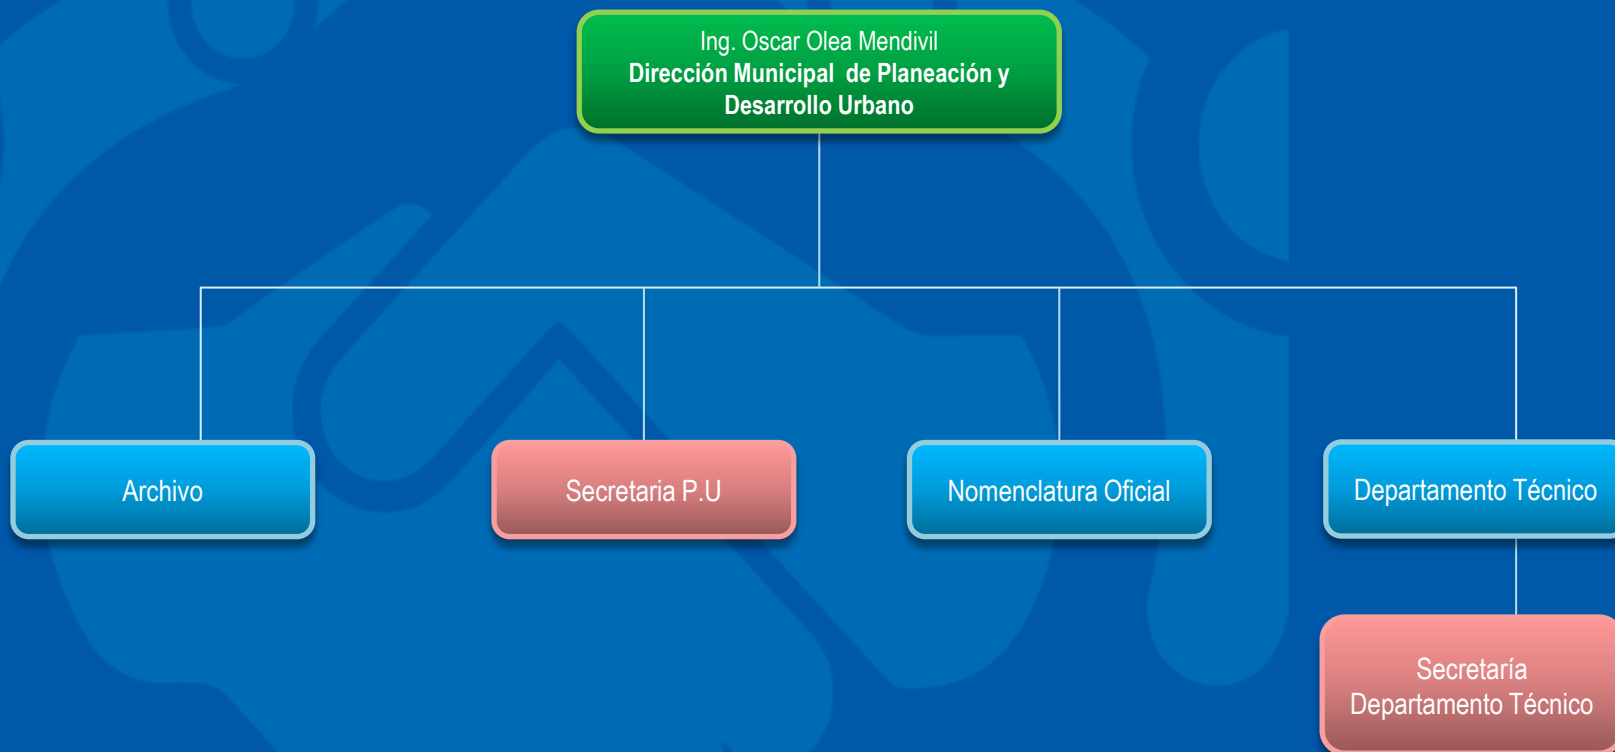 Ing. Oscar Olea Mendivil
Dirección Municipal de Planeación y
Desarrollo Urbano
Archivo
Secretaria P.U
Nomenclatura Oficial
Departamento Técnico
Secretaría
Departamento Técnico